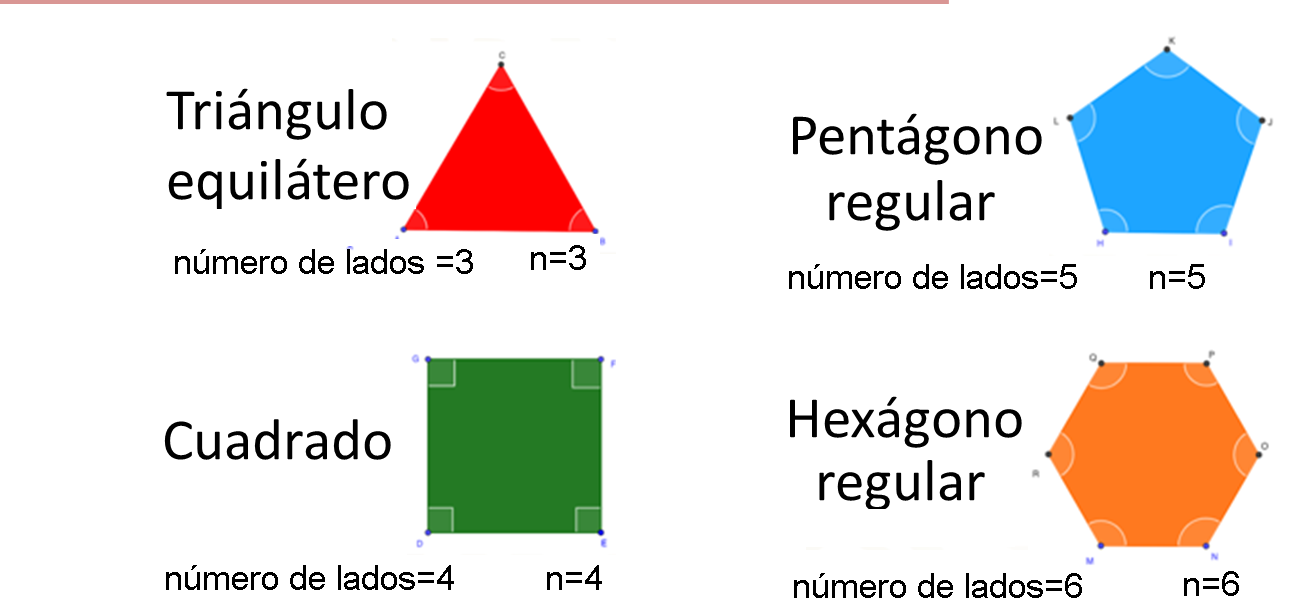 Triángulo
equilátero
C
A
B
número de lados =3 n=3
Pentágono
regular
K
L
J
H
I
número de lados=5 n=5
Cuadrado
G
F
D
E
número de lados=4 n=4
Hexágono
regular
Q
P
R
O
M
N
número de lados=6 n=6